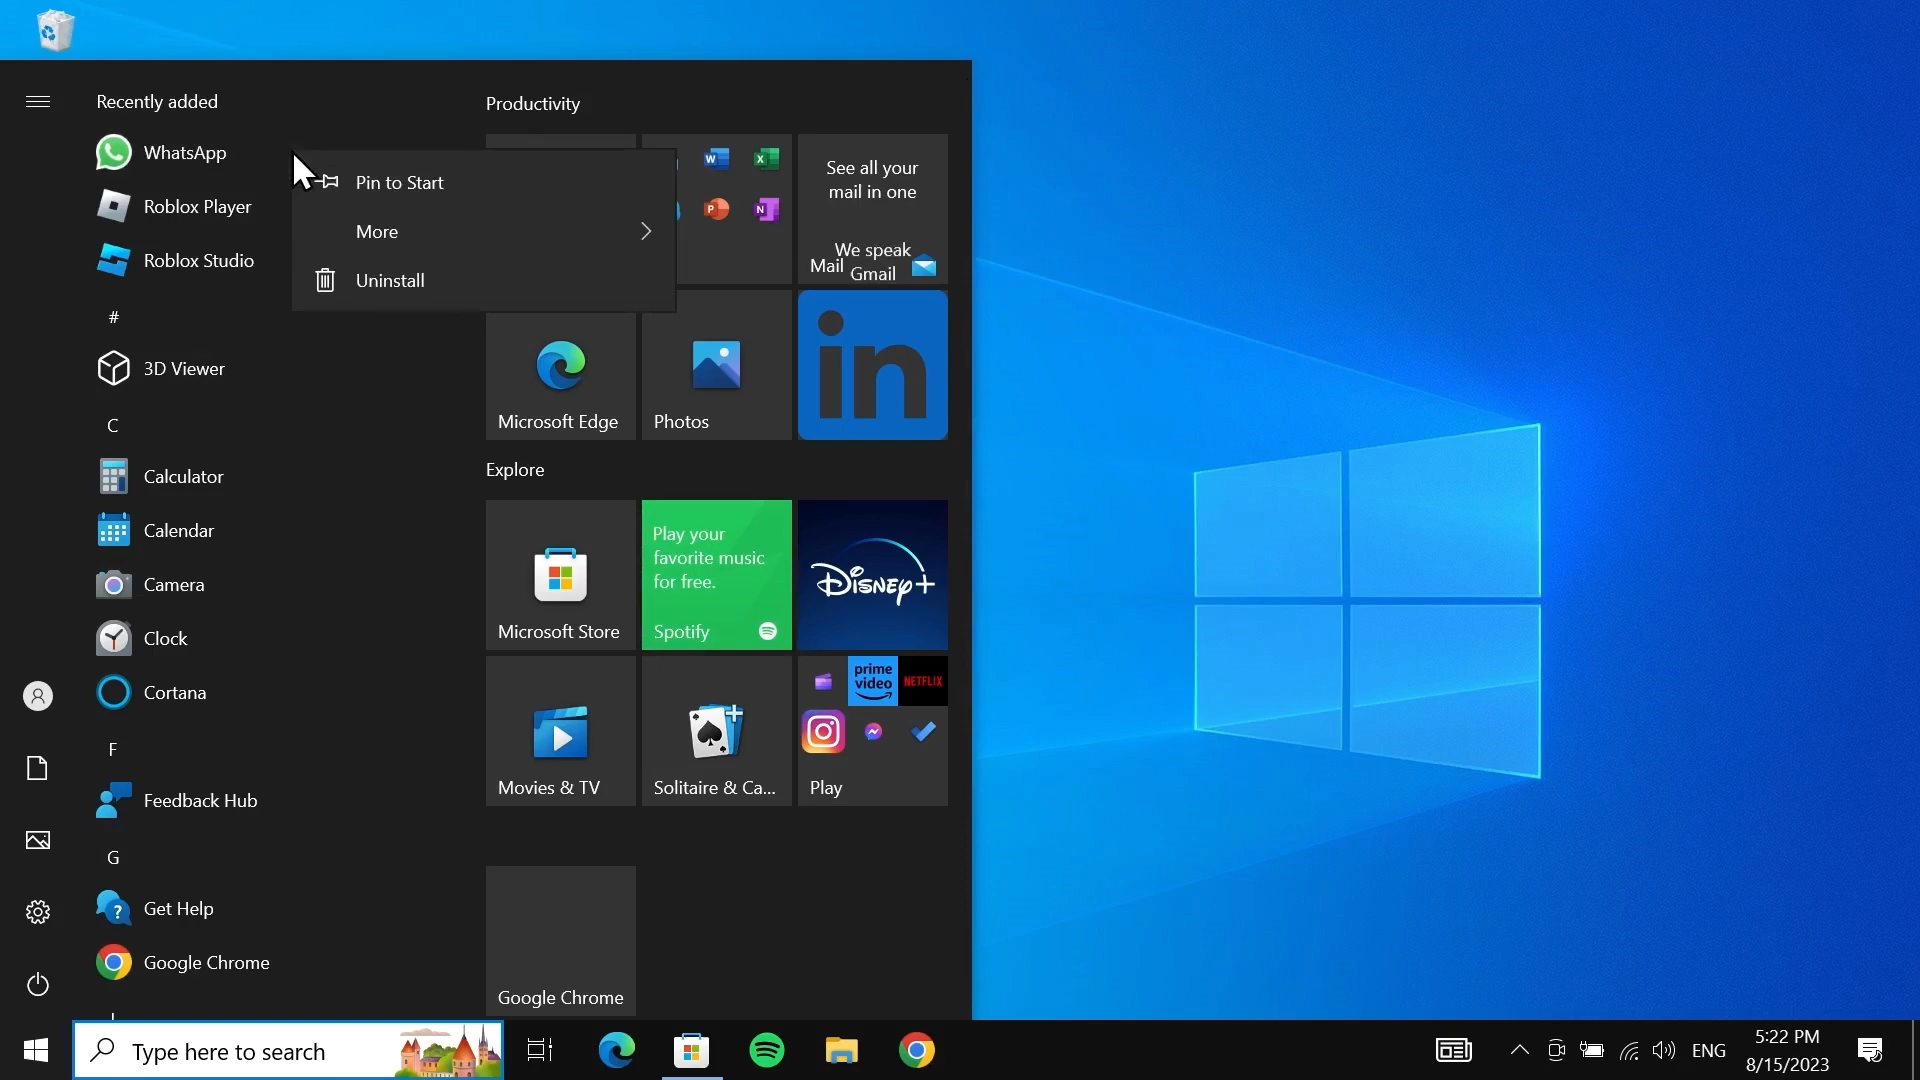 Recently added
WhatsApp
Roblox Player
Roblox Studio
#
3D Viewer
C
Calculator
Calendar
Camera
Clock
Cortana
F
Feedback Hub
G
Get Help
Google Chrome
Pin to Start
More
Uninstall
Productivity
W
X
P
N
See all your
mail in one
We speak
Gmail
Mail
Microsoft Edge
Photos
in
Explore
Microsoft Store
Play your
favorite music
for free.
Spotify
Disney+
Movies & TV
Solitaire & Ca...
prime
video
NETFLIX
Play
Google Chrome
Type here to search
ENG
5:22 PM
8/15/2023